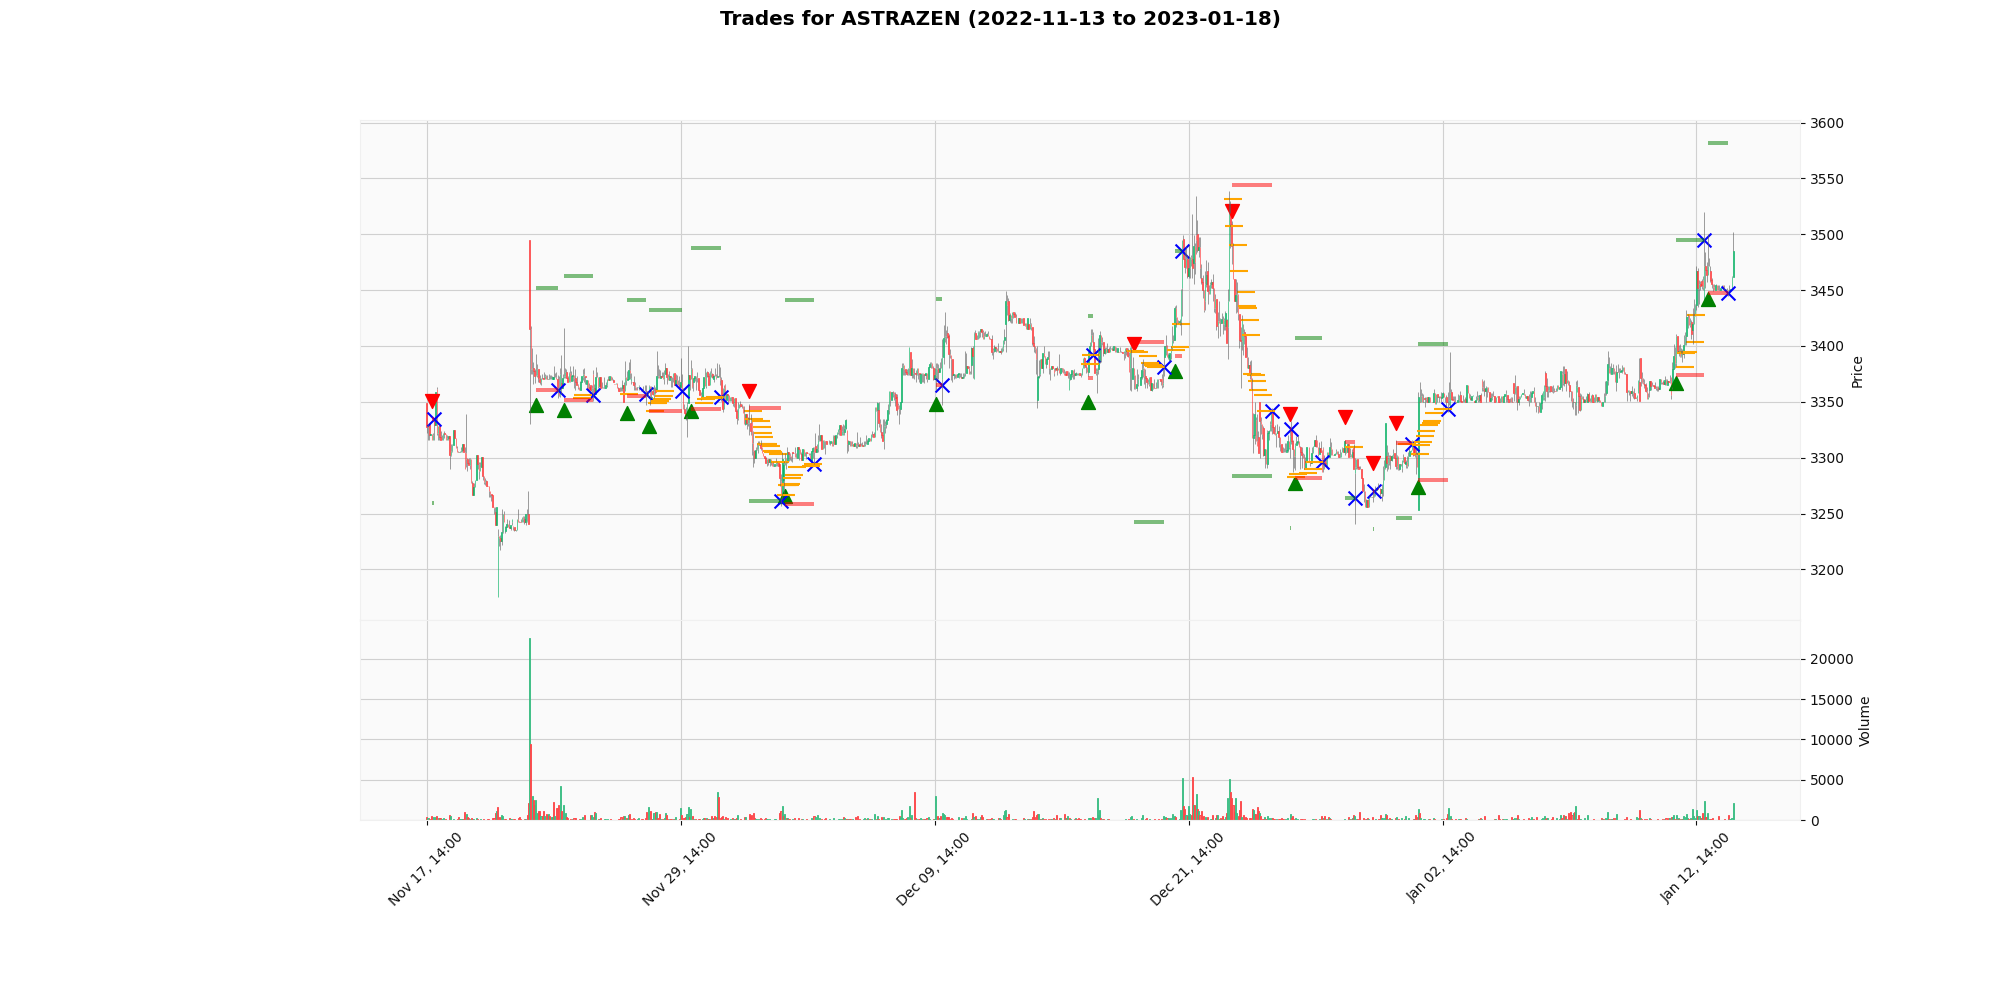 Trades for ASTRAZEN (2022-11-13 to 2023-01-18)
3600
3550
3500
3450
3400
3350
3300
3250
3200
Price
20000
15000
10000
5000
0
Volume
Nov 17, 14:00
Nov 29, 14:00
Dec 09, 14:00
Dec 21, 14:00
Jan 02, 14:00
Jan 12, 14:00